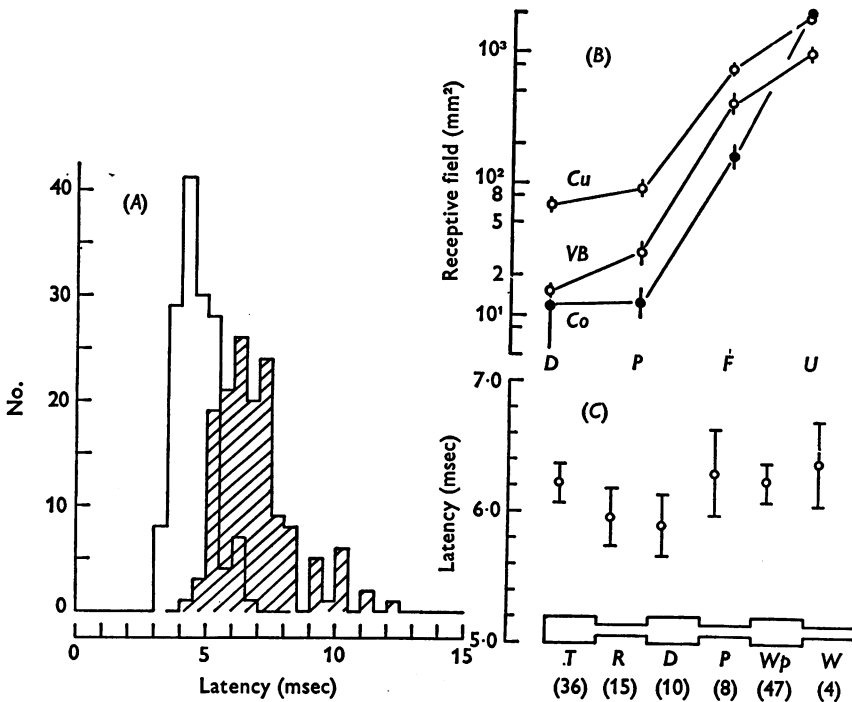 (A)
No.
40
30
20
10
0
0 5 10 15
Latency (msec)
(B)
Receptive field (mm²)
10³
10²
8
5
2
10¹
Cu
VB
Co
D P F U
(C)
Latency (msec)
7·0
6·0
5·0
.T R D P Wp W
(36) (15) (10) (8) (47) (4)